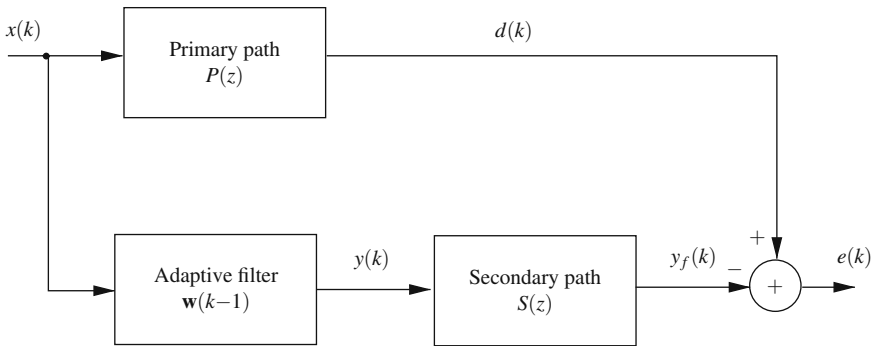 x(k)
Primary path
P(z)
d(k)
Adaptive filter
w(k−1)
y(k)
Secondary path
S(z)
y_f(k)
+
−
+
e(k)